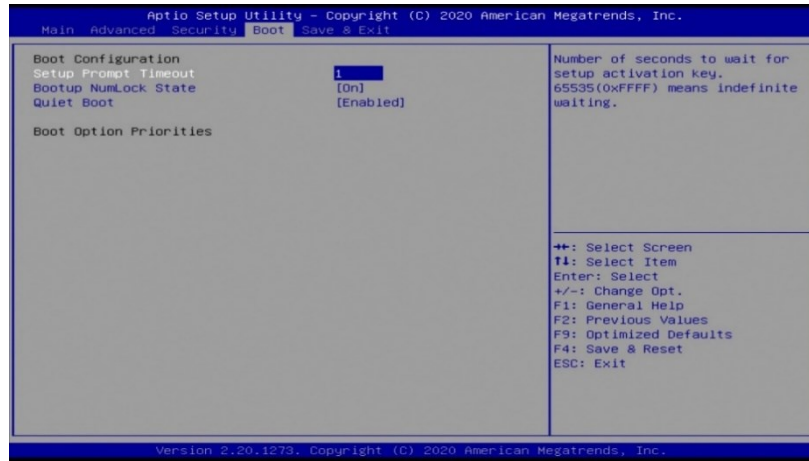 Aptio Setup Utility – Copyright (C) 2020 American Megatrends, Inc.
Main Advanced Security Boot Save & Exit
Boot Configuration
Setup Prompt Timeout 1
Bootup NumLock State [On]
Quiet Boot [Enabled]
Boot Option Priorities
Number of seconds to wait for
setup activation key.
65535(0xFFFF) means indefinite
waiting.
→←: Select Screen
↑↓: Select Item
Enter: Select
+/-: Change Opt.
F1: General Help
F2: Previous Values
F9: Optimized Defaults
F4: Save & Reset
ESC: Exit
Version 2.20.1273. Copyright (C) 2020 American Megatrends, Inc.